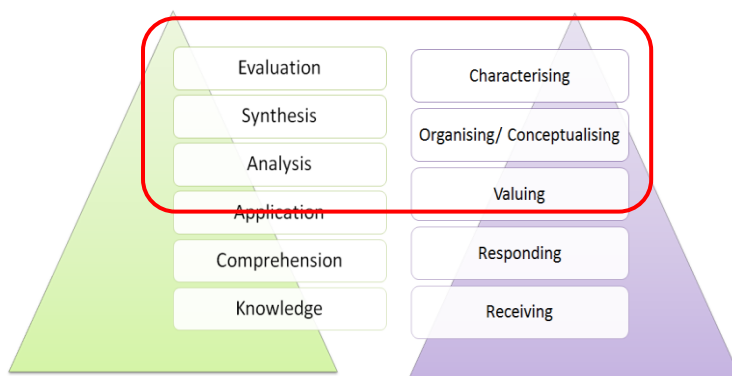 Evaluation
Synthesis
Analysis
Application
Comprehension
Knowledge
Characterising
Organising/ Conceptualising
Valuing
Responding
Receiving